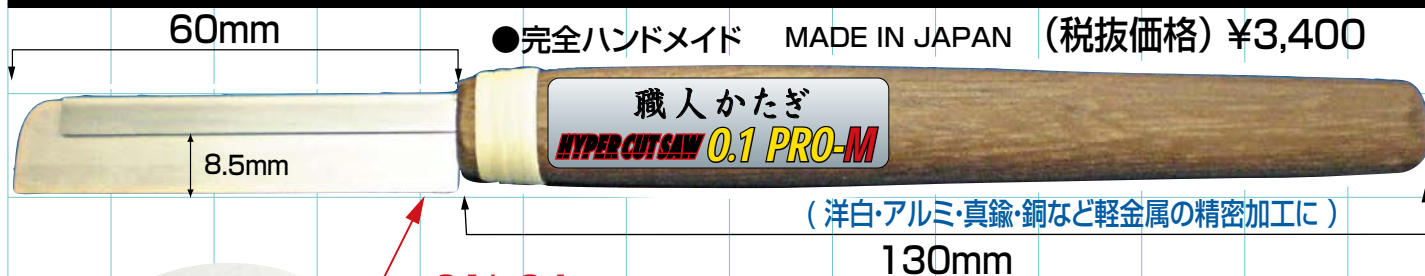 60mm
●完全ハンドメイド MADE IN JAPAN (税抜価格) ¥3,400
職人かたぎ
HYPER CUT SAW 0.1 PRO-M
8.5mm
( 洋白・アルミ・真鍮・銅など軽金属の精密加工に )
130mm